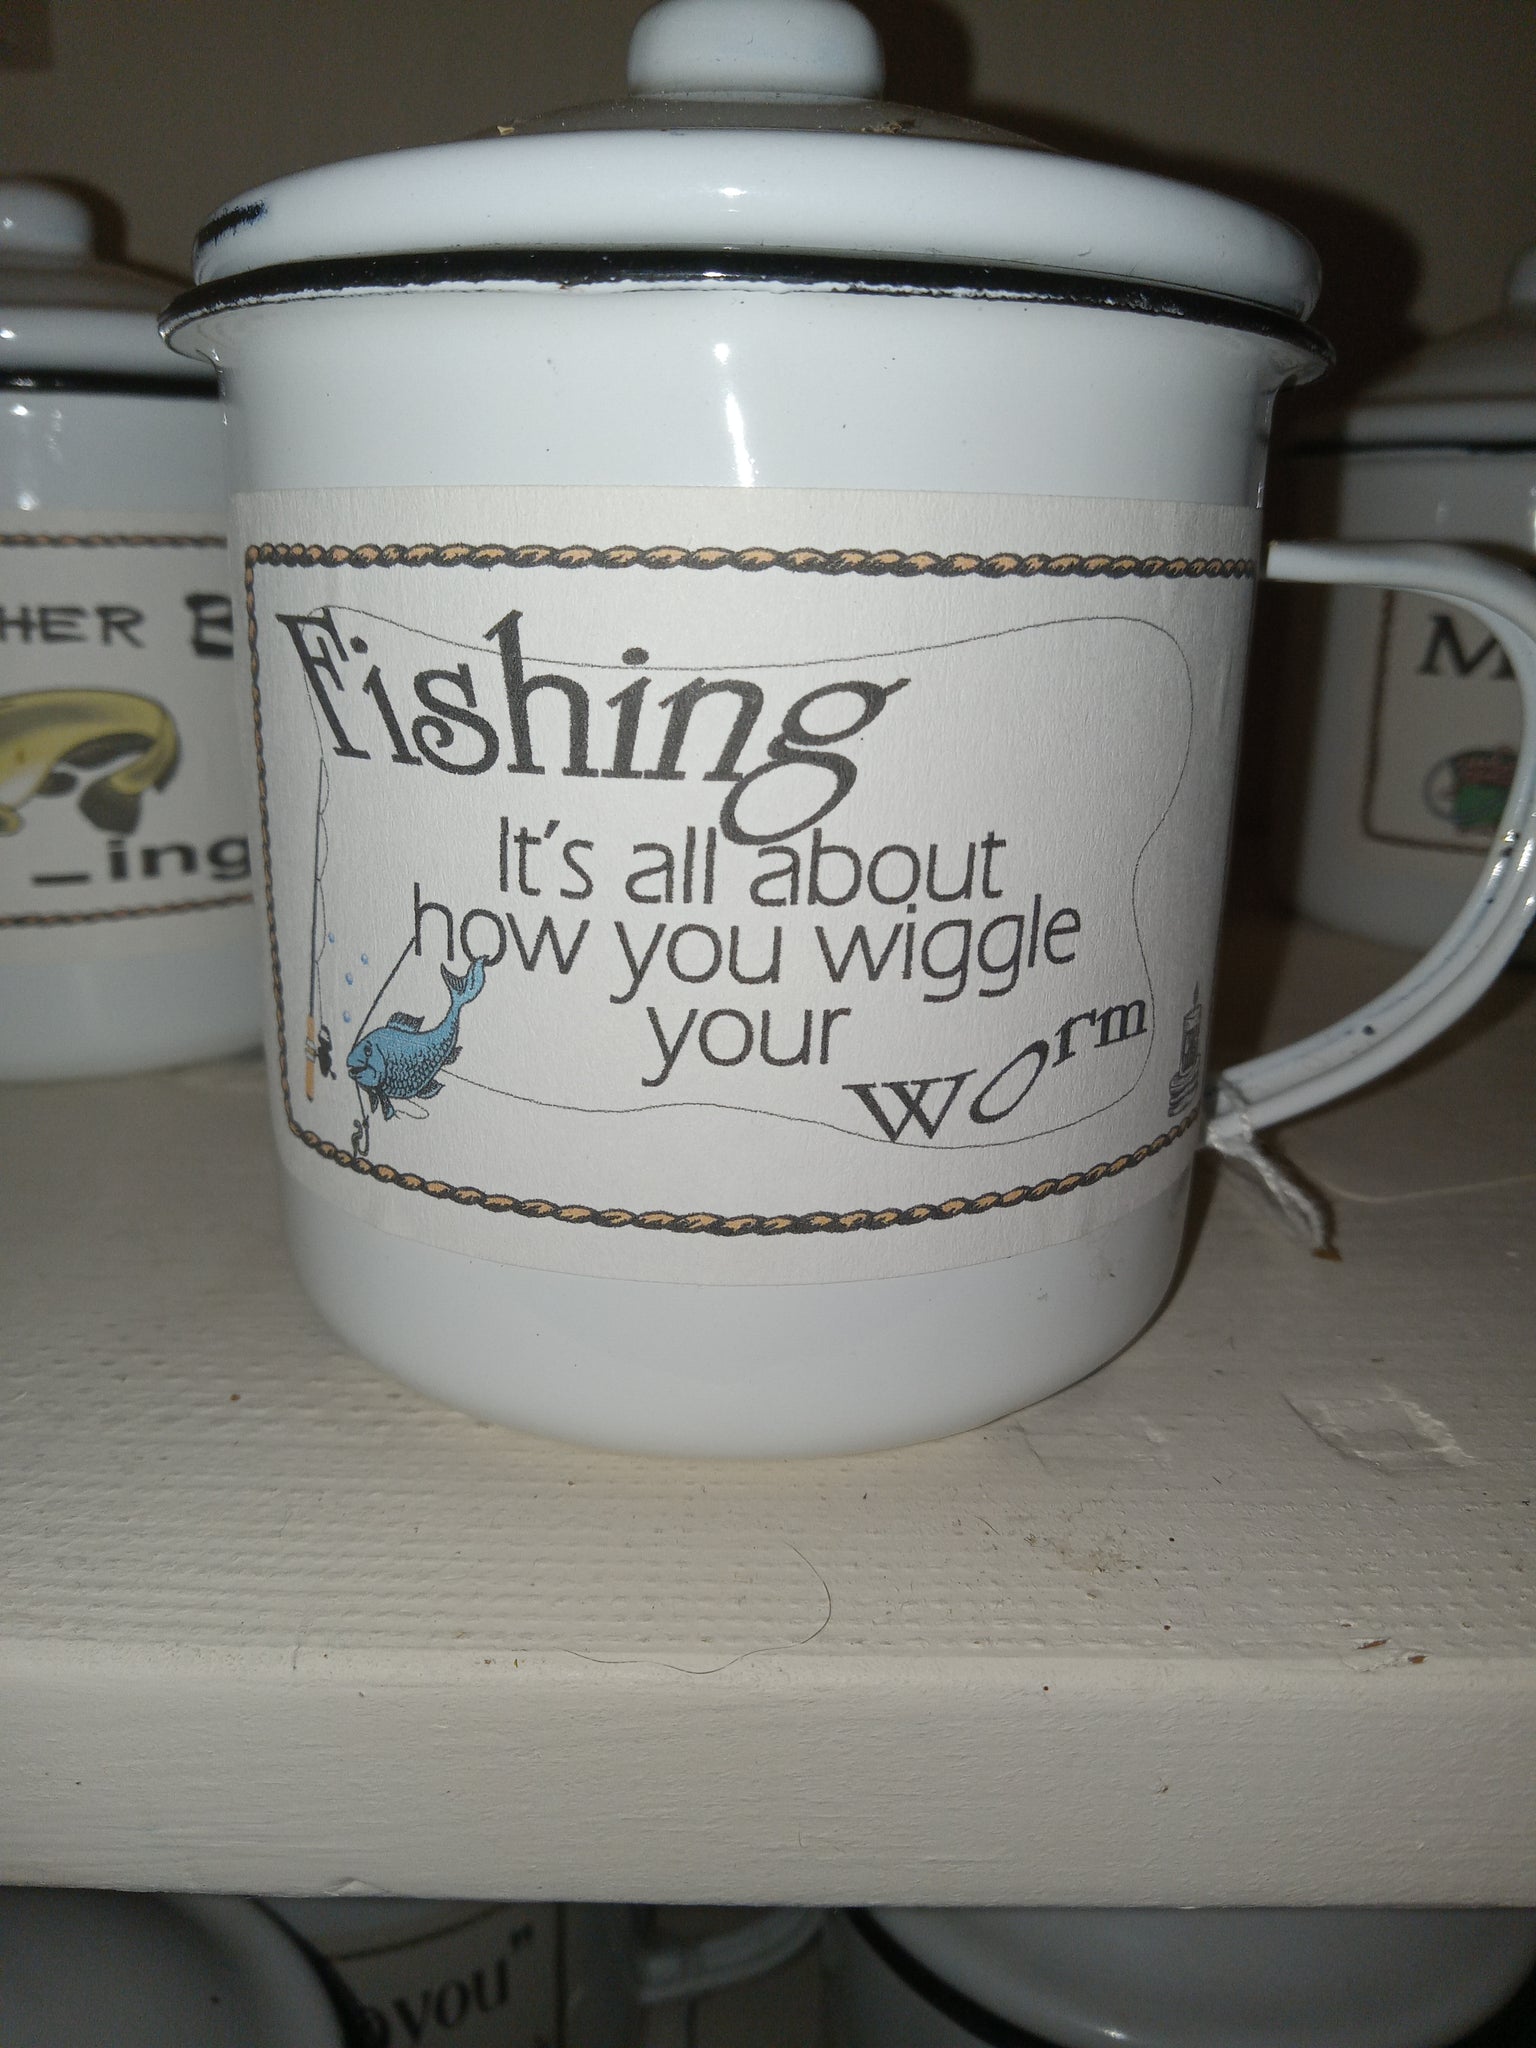 Fishing
It's all about
how you wiggle
your worm
HER B
_ing
M
you"